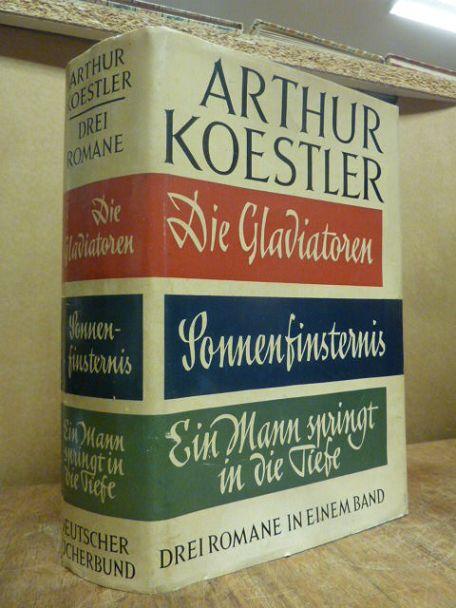 ARTHUR
KOESTLER
DREI
ROMANE
Die
Gladiatoren
Sonnen-
finsternis
Ein Mann
springt in
die Tiefe
DEUTSCHER
BÜCHERBUND
ARTHUR
KOESTLER
Die Gladiatoren
Sonnenfinsternis
Ein Mann springt
in die Tiefe
DREI ROMANE IN EINEM BAND